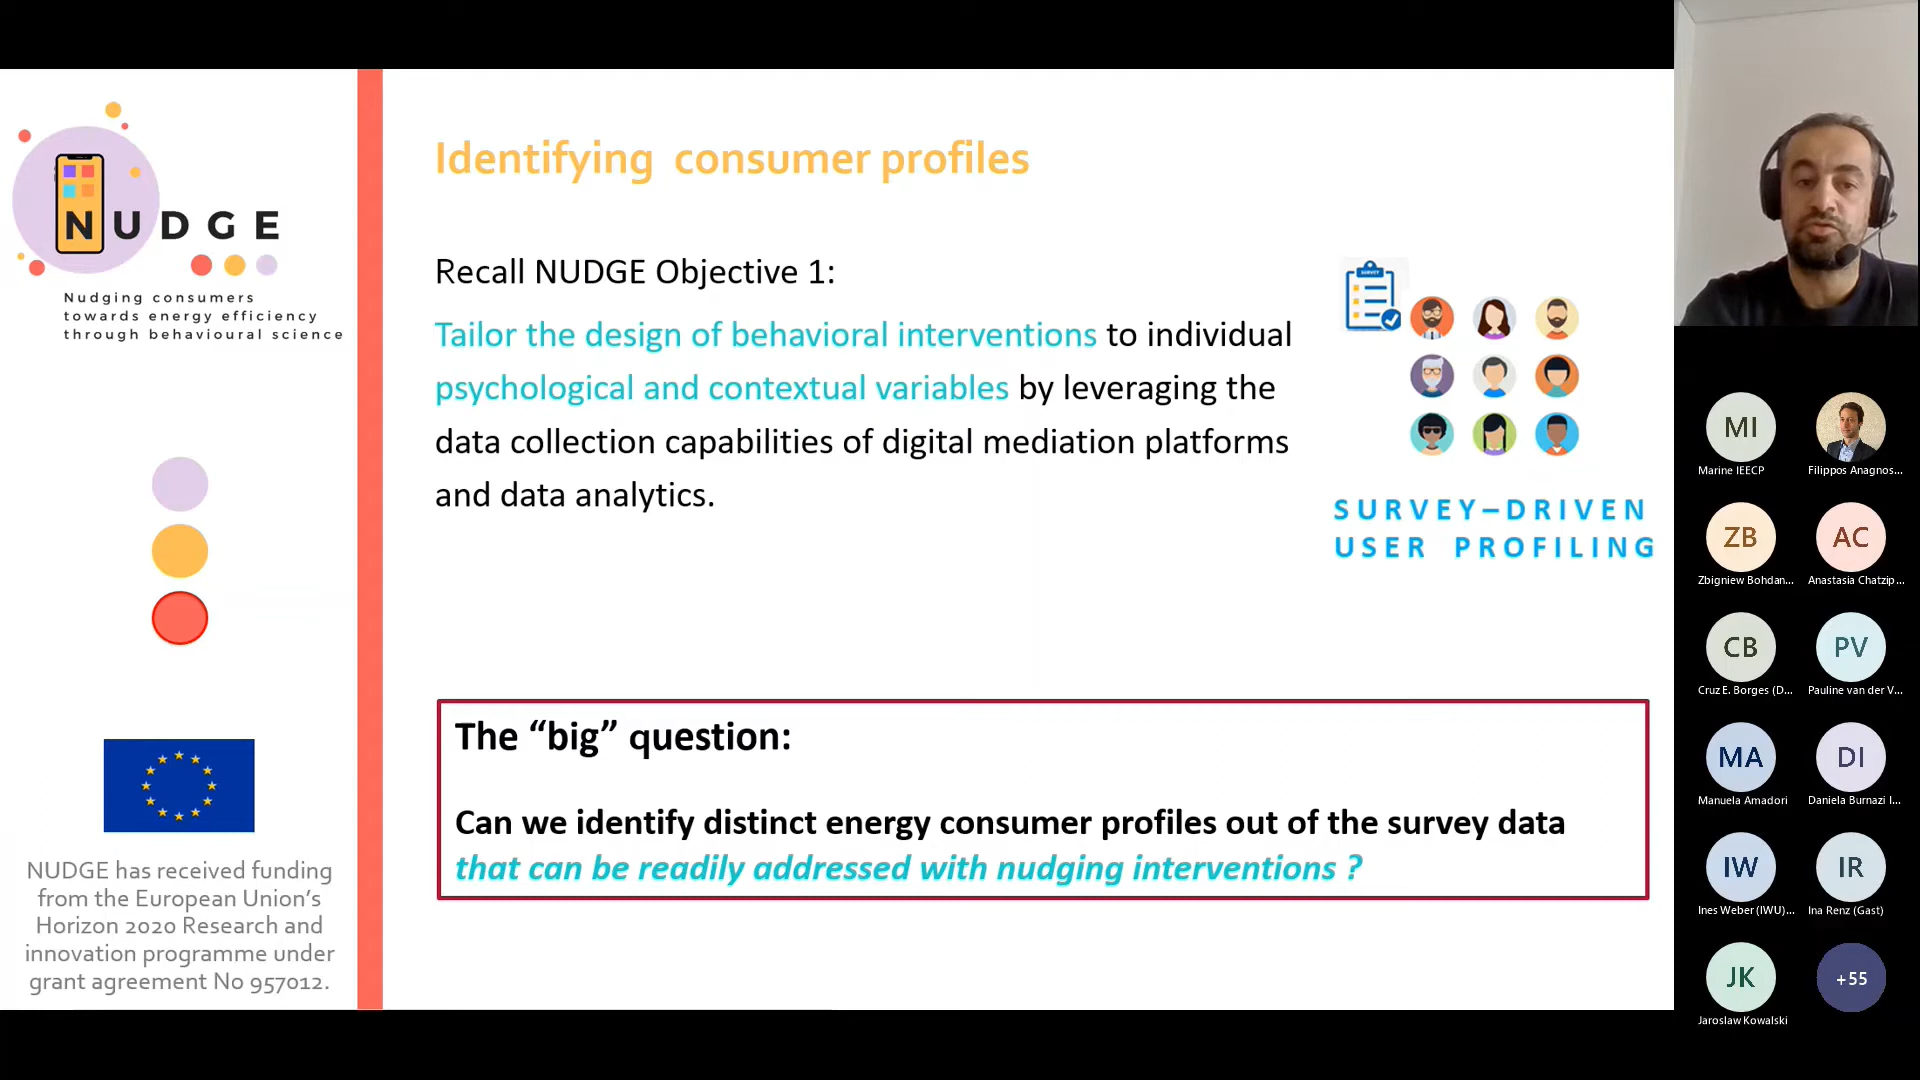 NUDGE
Nudging consumers
towards energy efficiency
through behavioural science
NUDGE has received funding
from the European Union’s
Horizon 2020 Research and
innovation programme under
grant agreement No 957012.
Identifying consumer profiles
Recall NUDGE Objective 1:
Tailor the design of behavioral interventions to individual
psychological and contextual variables by leveraging the
data collection capabilities of digital mediation platforms
and data analytics.
SURVEY
SURVEY–DRIVEN
USER PROFILING
The “big” question:
Can we identify distinct energy consumer profiles out of the survey data
that can be readily addressed with nudging interventions ?
MI
Marine IEECP
Filippos Anagnos...
ZB
Zbigniew Bohdan...
AC
Anastasia Chatzip...
CB
Cruz E. Borges (D...
PV
Pauline van der V...
MA
Manuela Amadori
DI
Daniela Burnazi I...
IW
Ines Weber (IWU)...
IR
Ina Renz (Gast)
JK
Jaroslaw Kowalski
+55